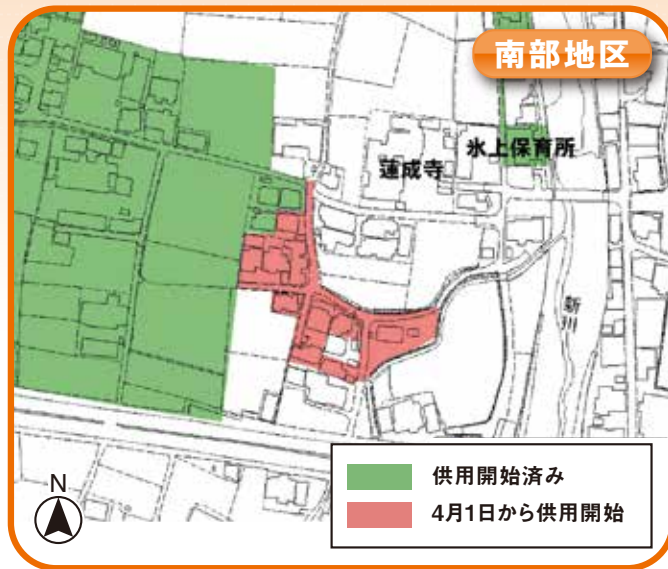 南部地区
氷上保育所
蓮成寺
新川
N
供用開始済み
4月1日から供用開始